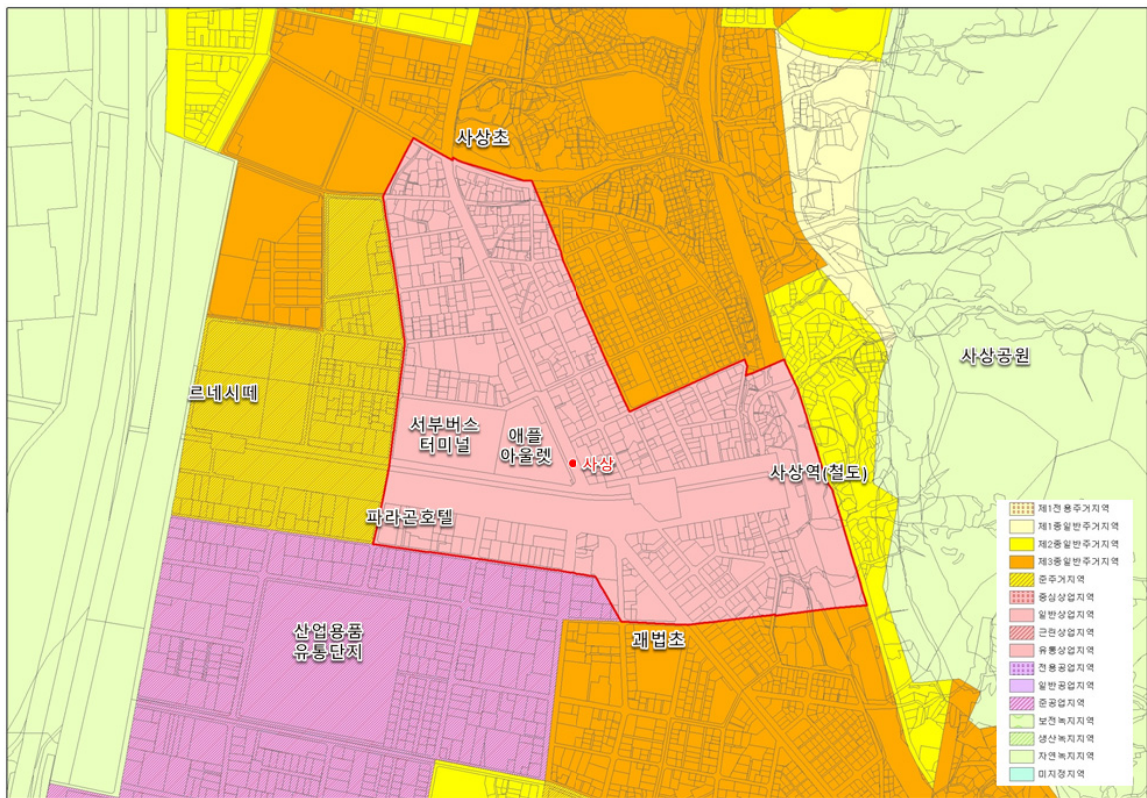 사상초
사상공원
르네시떼
서부버스
터미널
애플
아울렛
사상
사상역(철도)
파라곤호텔
산업용품
유통단지
괘법초
제1전용주거지역
제1종일반주거지역
제2종일반주거지역
제3종일반주거지역
준주거지역
중심상업지역
일반상업지역
근린상업지역
유통상업지역
전용공업지역
일반공업지역
준공업지역
보전녹지지역
생산녹지지역
자연녹지지역
미지정지역